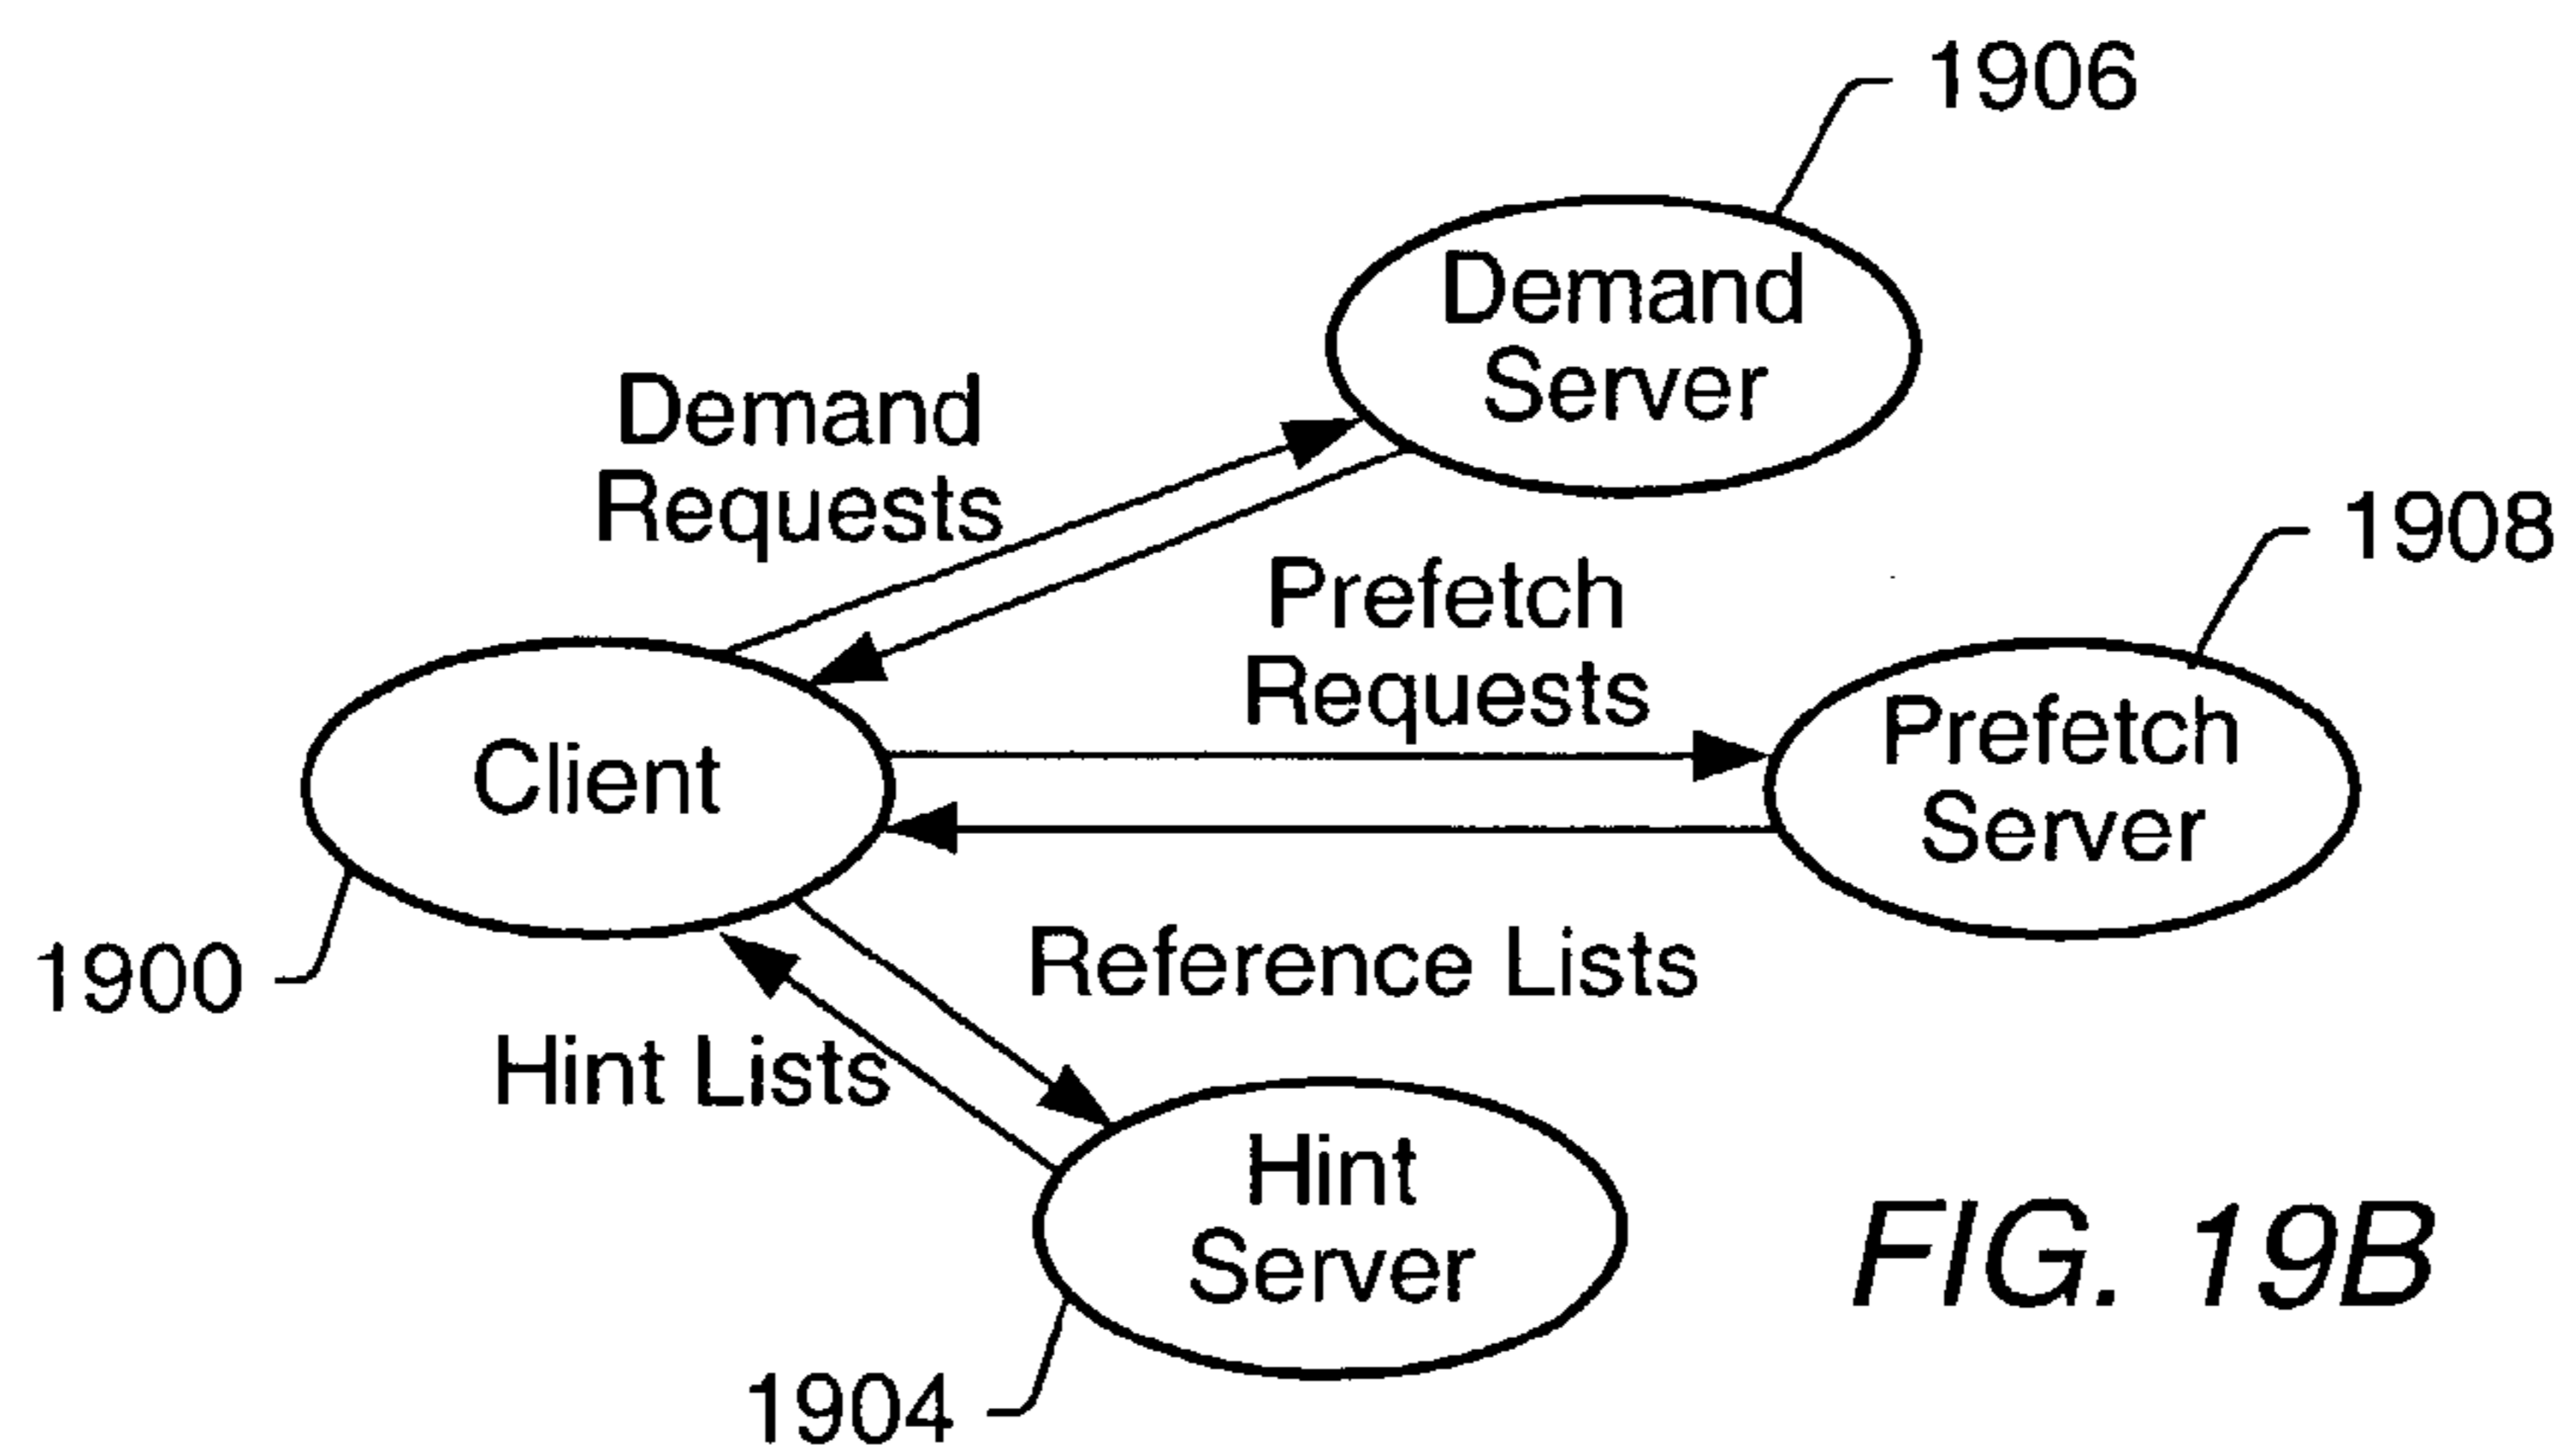 1906
Demand
Server
Demand
Requests
1908
Prefetch
Requests
Prefetch
Server
Client
1900
Reference Lists
Hint Lists
Hint
Server
1904
FIG. 19B